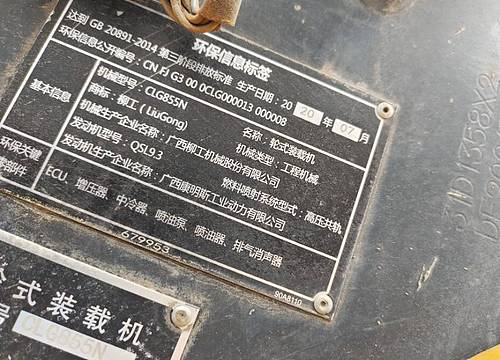 环保信息标签
达到 GB 20891-2014 第三阶段排放标准 生产日期: 20 20 年 07 月
环保信息公开编号: CN 月 G3 00 0CLG000013 000008
基本信息
机械型号: CLG855N 名称: 轮式装载机
商标: 柳工 (LiuGong) 机械类型: 工程机械
机械生产企业名称: 广西柳工机械股份有限公司
发动机型号: QSL9.3 燃料喷射系统型式: 高压共轨
发动机生产企业名称: 广西康明斯工业动力有限公司
环保关键
零部件
ECU、增压器、中冷器、喷油泵、喷油器、排气消声器
679953
90A8110
式装载机
号 CLG855N